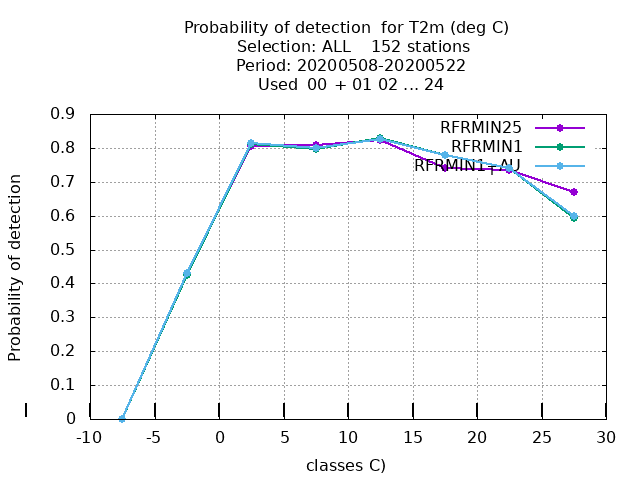 Probability of detection for T2m (deg C)
Selection: ALL 152 stations
Period: 20200508-20200522
Used 00 + 01 02 ... 24
Probability of detection
0.9
0.8
0.7
0.6
0.5
0.4
0.3
0.2
0.1
0
RFRMIN25
RFRMIN1
RFRMIN1+AU
-10
-5
0
5
10
15
20
25
30
classes C)